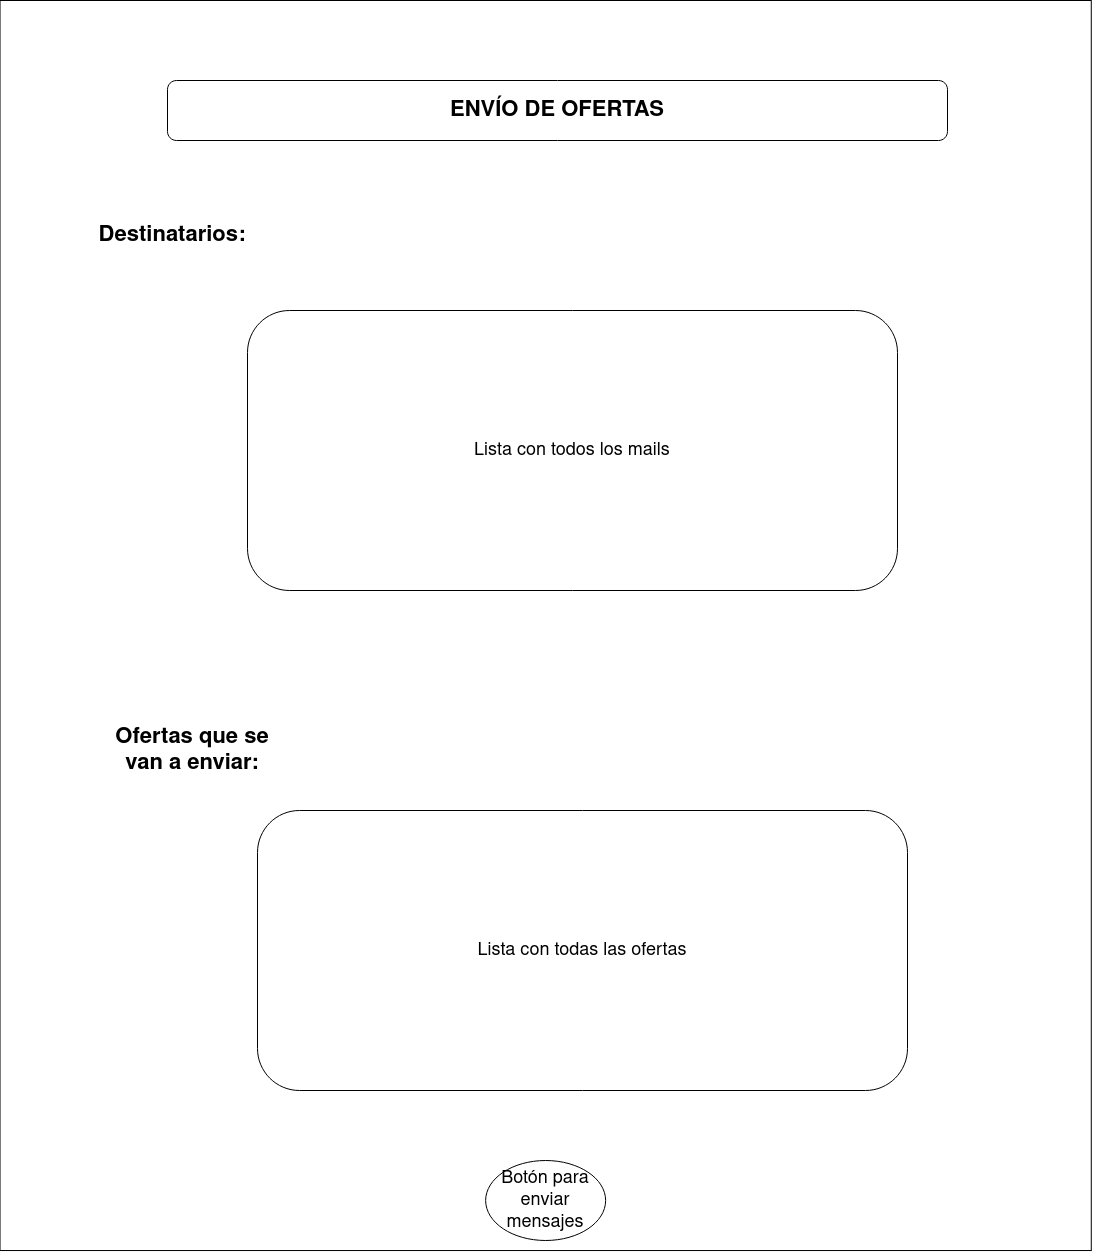 ENVÍO DE OFERTAS
Destinatarios:
Lista con todos los mails
Ofertas que se
van a enviar:
Lista con todas las ofertas
Botón para
enviar
mensajes